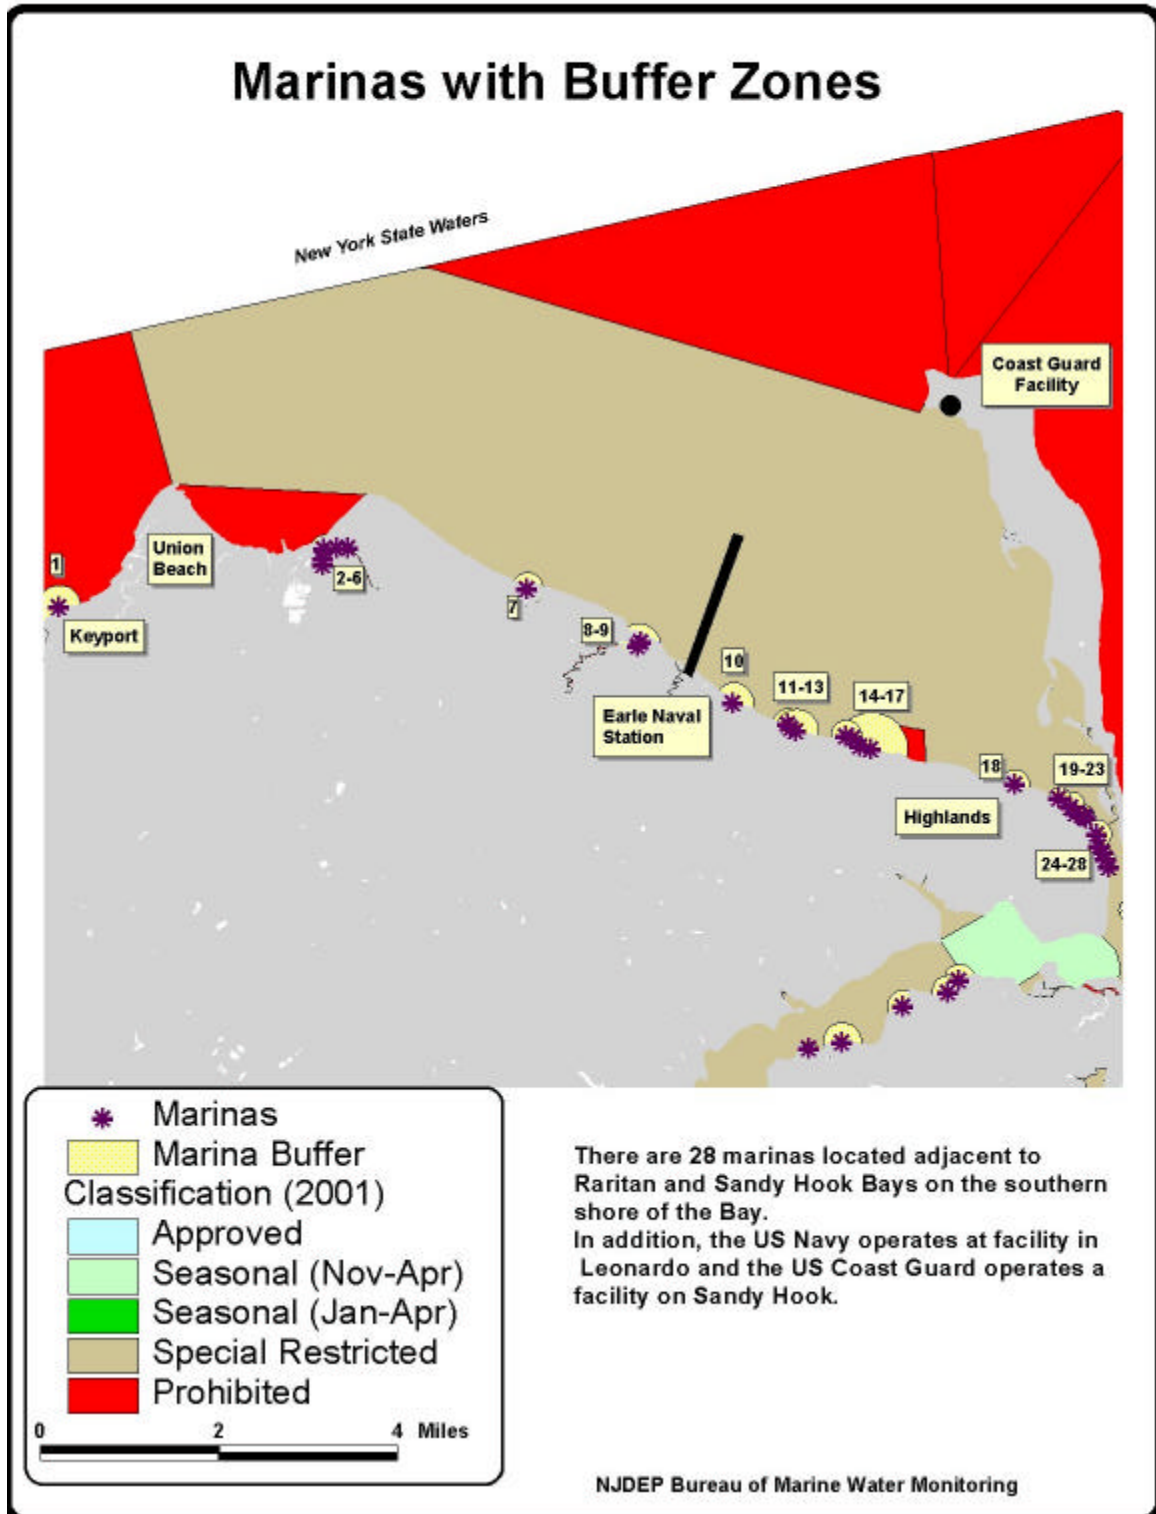 Marinas with Buffer Zones
New York State Waters
Coast Guard
Facility
1
Union
Beach
2-6
Keyport
7
8-9
10
11-13
14-17
Earle Naval
Station
18
19-23
Highlands
24-28
Marinas
Marina Buffer
Classification (2001)
Approved
Seasonal (Nov-Apr)
Seasonal (Jan-Apr)
Special Restricted
Prohibited
0 2 4 Miles
There are 28 marinas located adjacent to
Raritan and Sandy Hook Bays on the southern
shore of the Bay.
In addition, the US Navy operates at facility in
Leonardo and the US Coast Guard operates a
facility on Sandy Hook.
NJDEP Bureau of Marine Water Monitoring